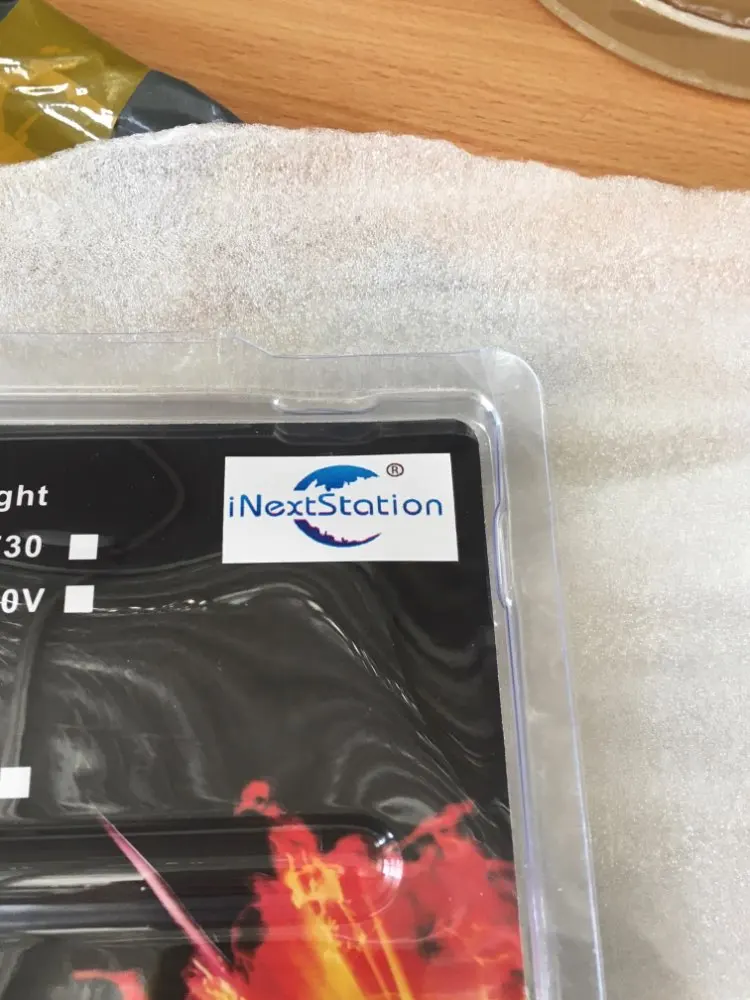 ®
iNextStation
ght
730
0V